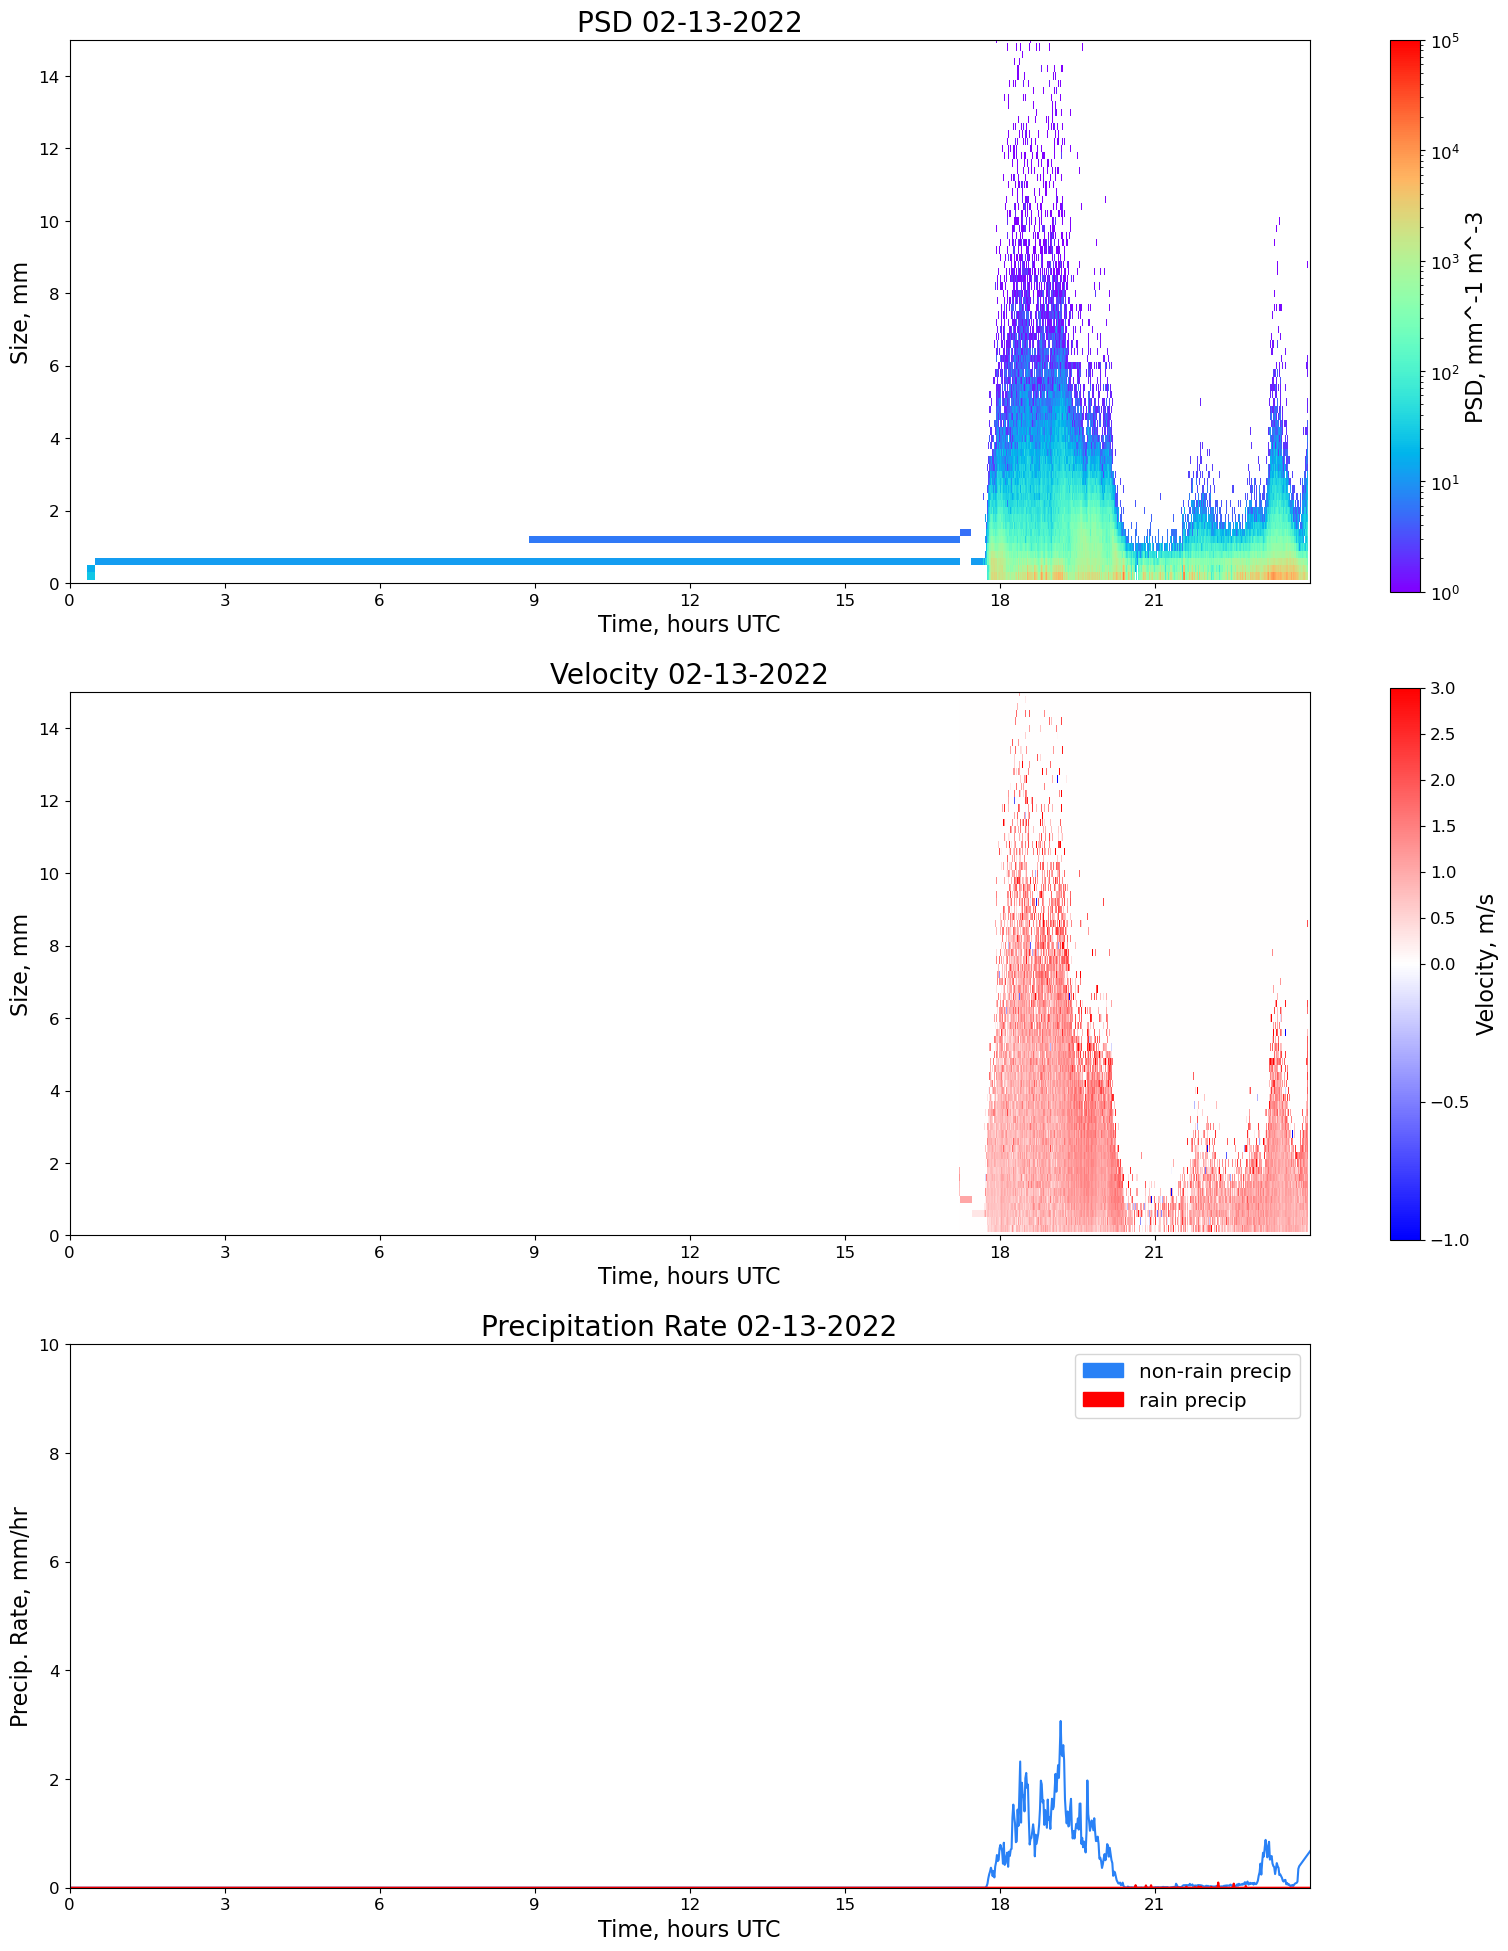 PSD 02-13-2022
Size, mm
14
12
10
8
6
4
2
0
0 3 6 9 12 15 18 21
Time, hours UTC
10^5
10^4
10^3
10^2
10^1
10^0
PSD, mm^-1 m^-3
Velocity 02-13-2022
Size, mm
14
12
10
8
6
4
2
0
0 3 6 9 12 15 18 21
Time, hours UTC
3.0
2.5
2.0
1.5
1.0
0.5
0.0
−0.5
−1.0
Velocity, m/s
Precipitation Rate 02-13-2022
Precip. Rate, mm/hr
10
8
6
4
2
0
0 3 6 9 12 15 18 21
Time, hours UTC
non-rain precip
rain precip